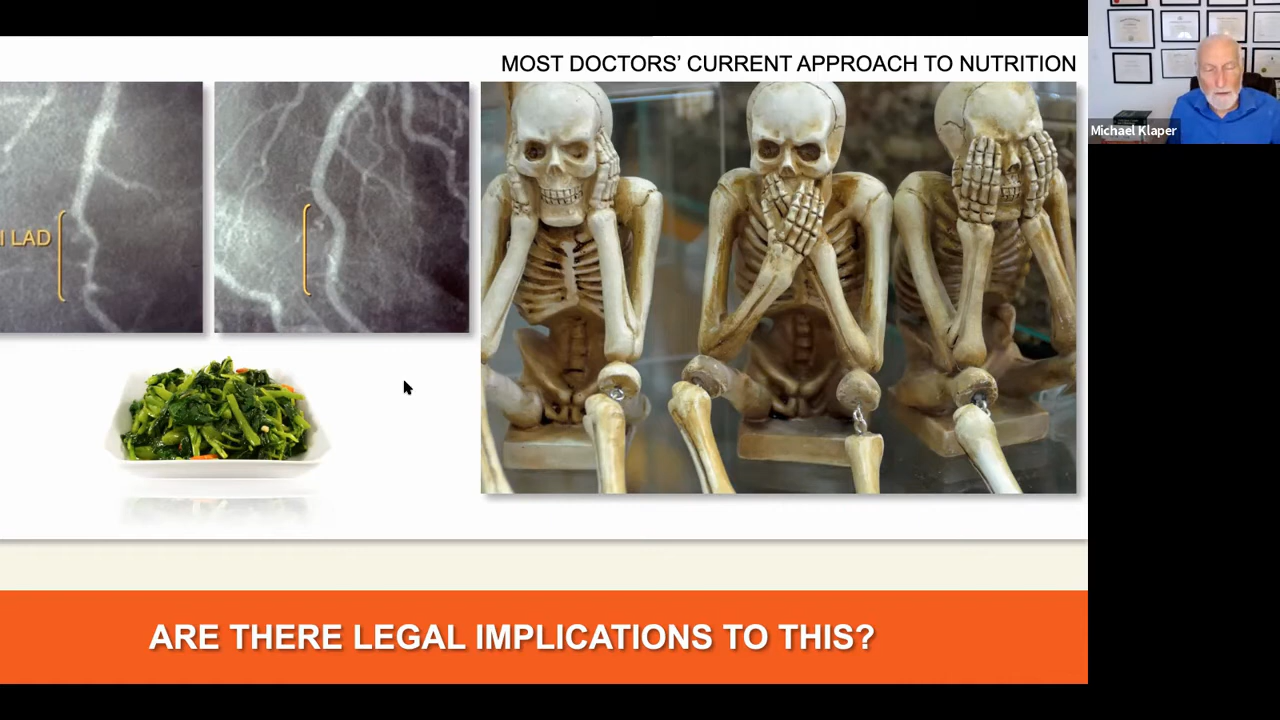 MOST DOCTORS' CURRENT APPROACH TO NUTRITION
Michael Klaper
LAD
ARE THERE LEGAL IMPLICATIONS TO THIS?